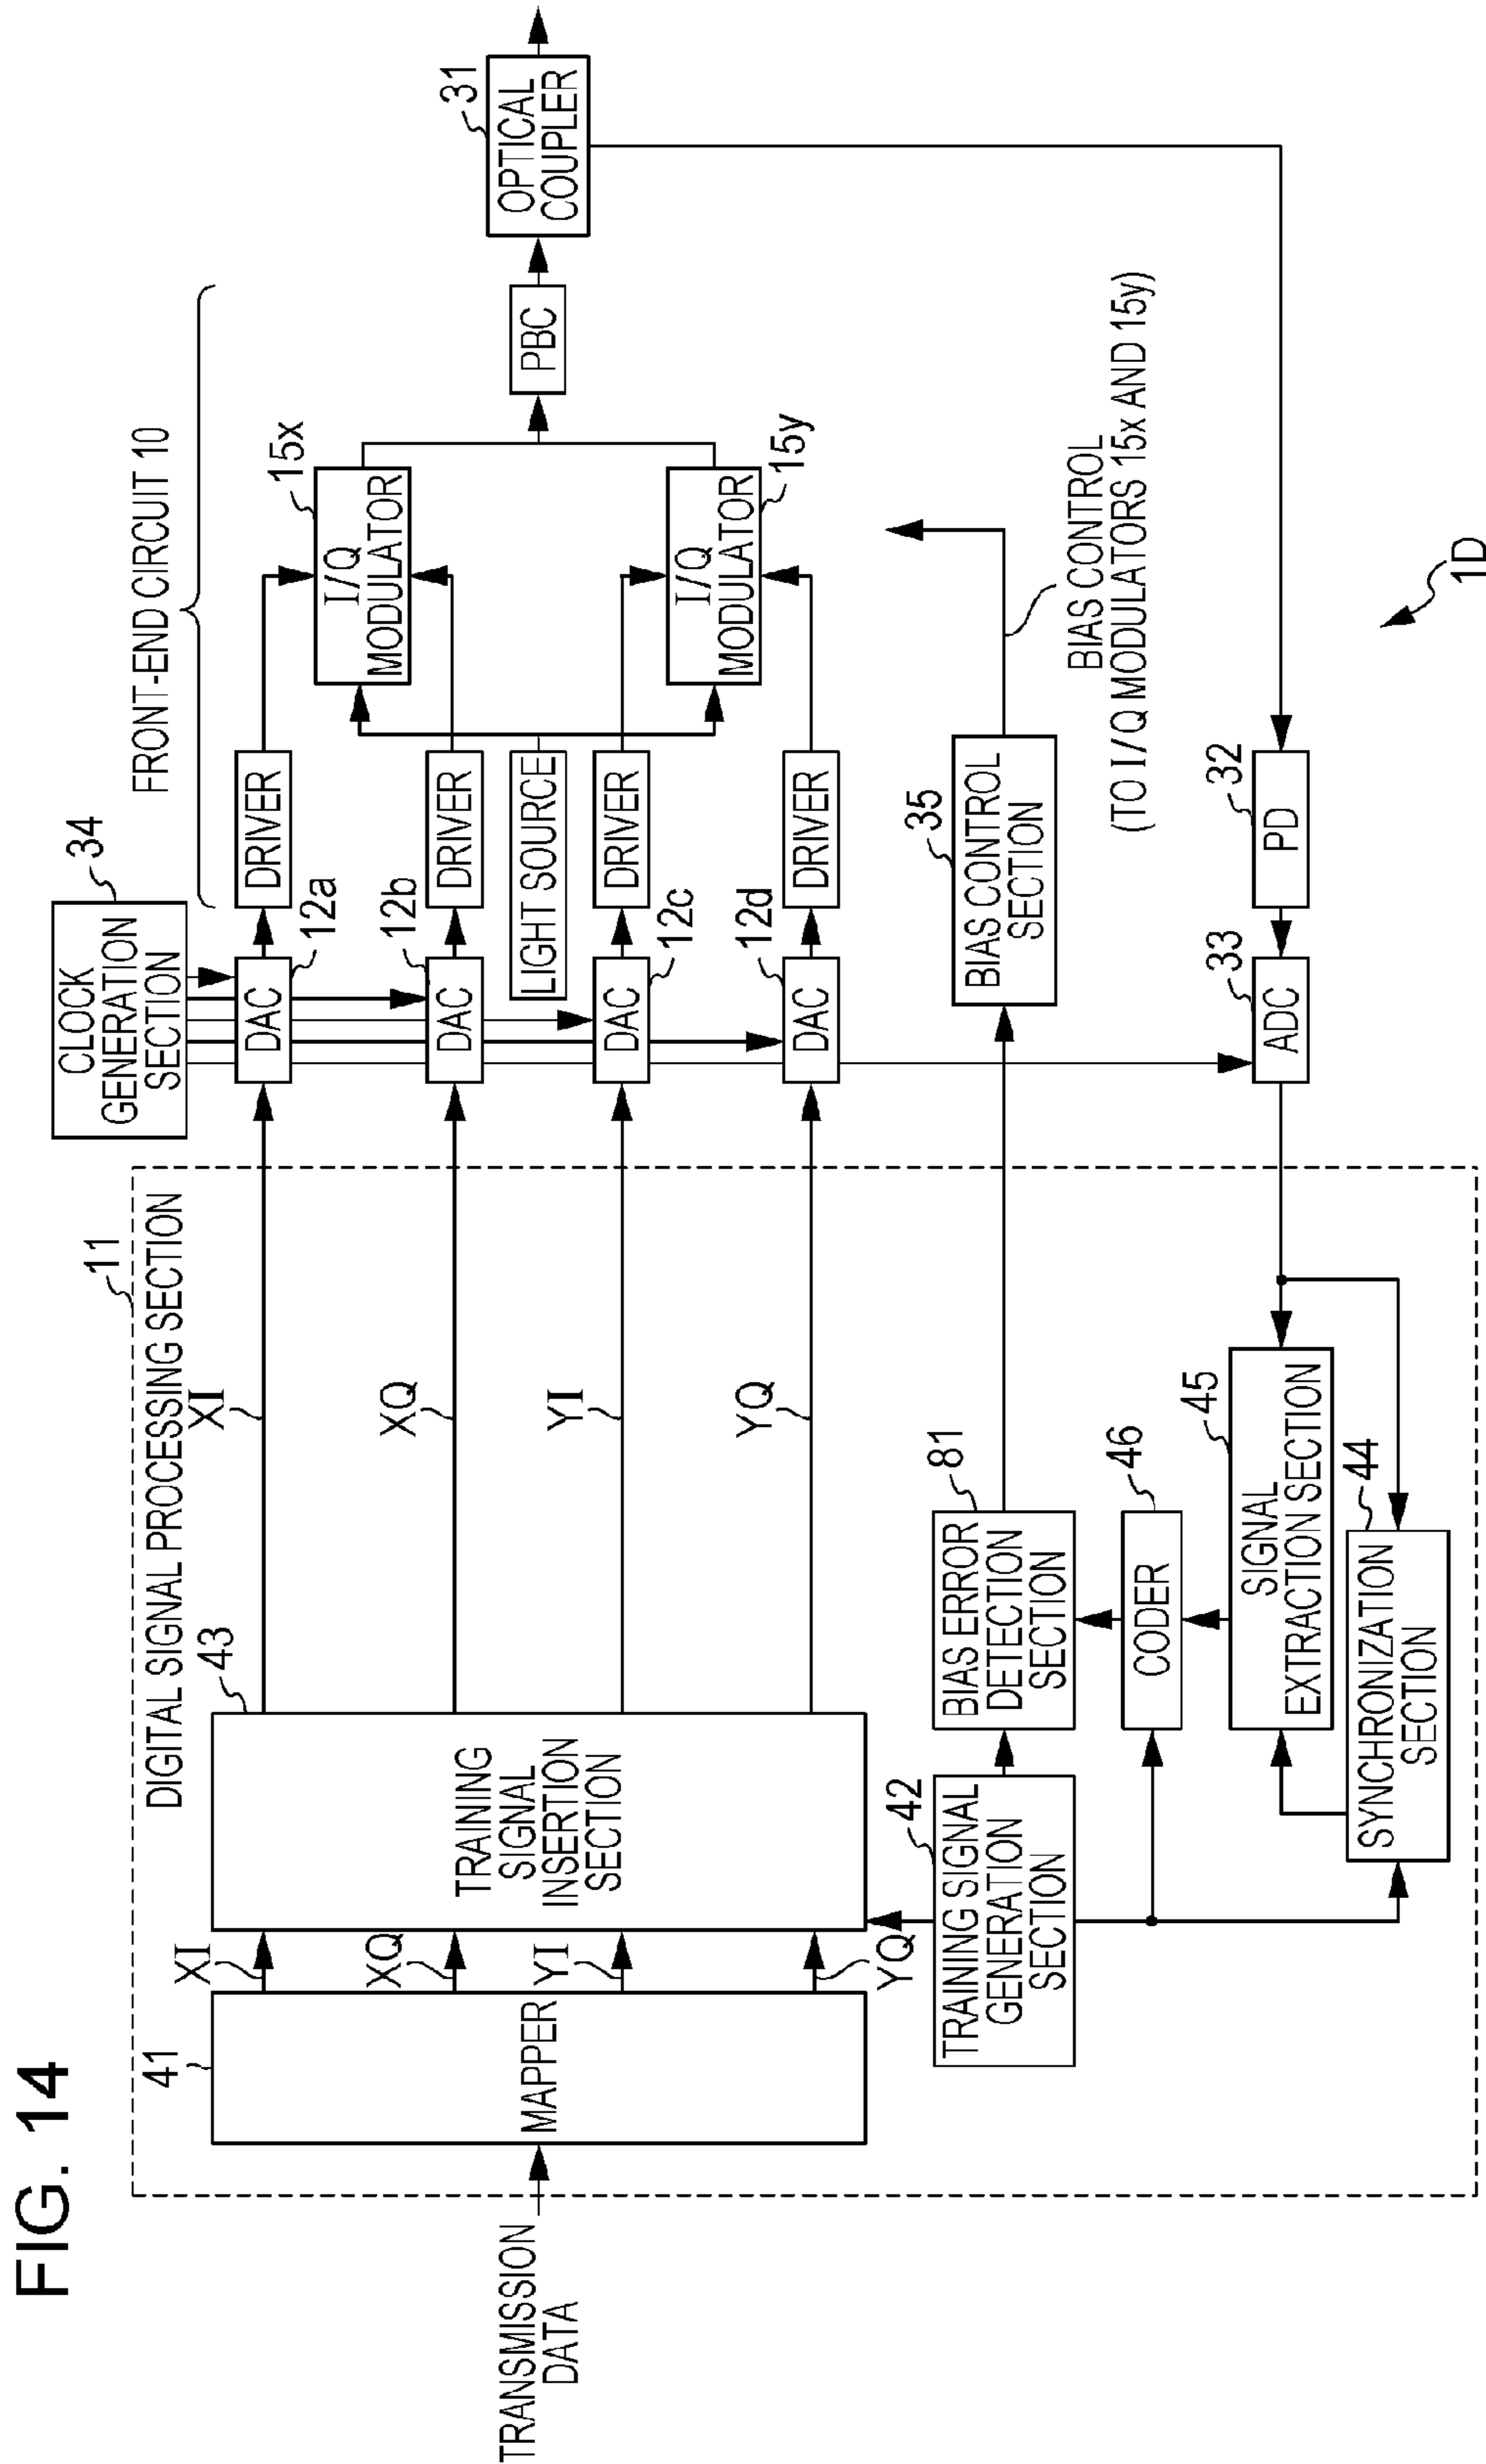 FIG. 14
TRANSMISSION
DATA
11
DIGITAL SIGNAL PROCESSING SECTION
41
MAPPER
XI
XQ
YI
YQ
43
TRAINING
SIGNAL
INSERTION
SECTION
XI
XQ
YI
YQ
42
TRAINING SIGNAL
GENERATION
SECTION
81
BIAS ERROR
DETECTION
SECTION
46
CODER
45
SIGNAL
EXTRACTION SECTION
44
SYNCHRONIZATION
SECTION
34
CLOCK
GENERATION
SECTION
FRONT-END CIRCUIT 10
DAC
12a
DRIVER
DAC
12b
DRIVER
LIGHT SOURCE
DAC
12c
DRIVER
DAC
12d
DRIVER
15x
I/Q
MODULATOR
15y
I/Q
MODULATOR
PBC
31
OPTICAL
COUPLER
35
BIAS CONTROL
SECTION
BIAS CONTROL
(TO I/Q MODULATORS 15x AND 15y)
33
ADC
32
PD
1D